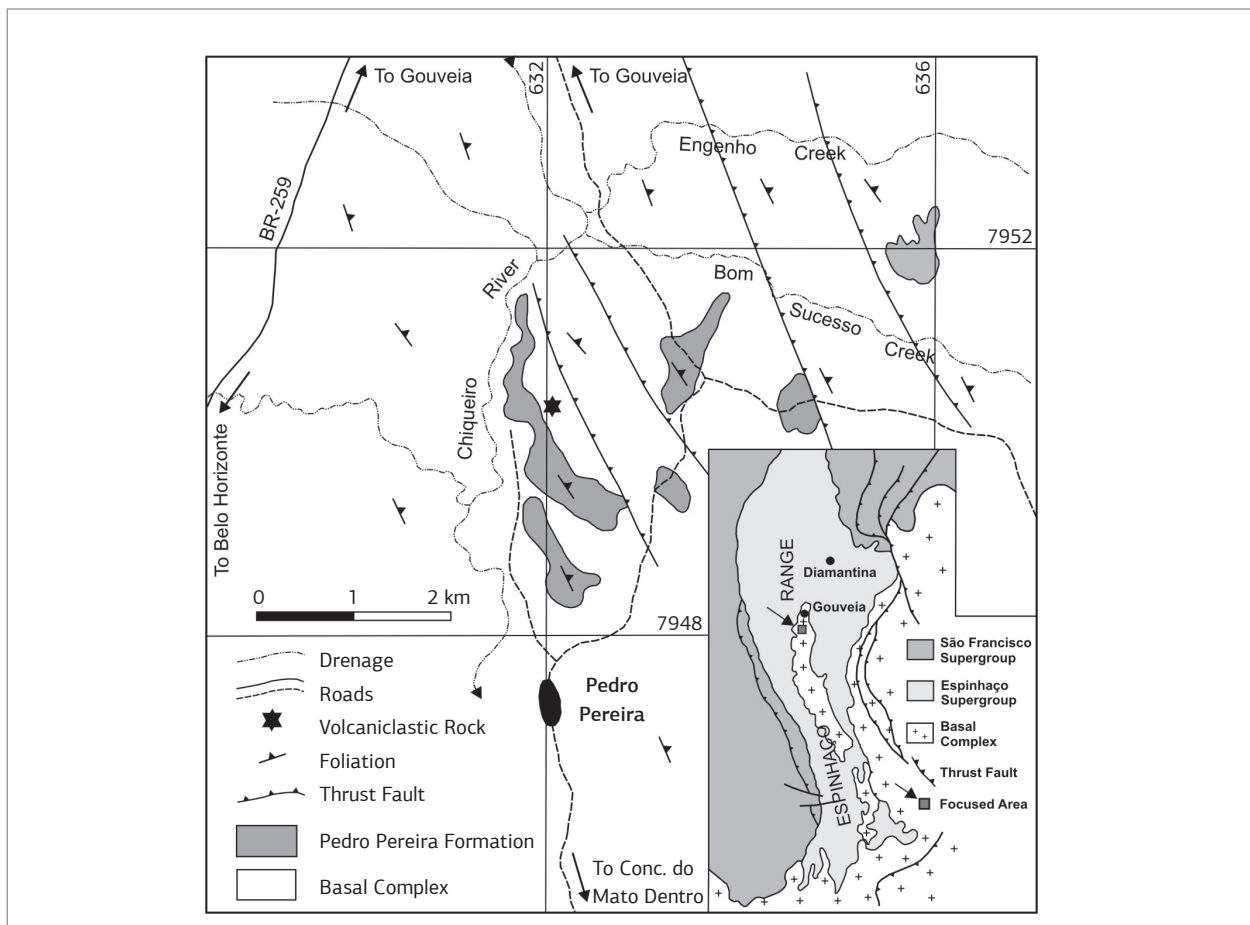 To Gouveia
632
To Gouveia
636
Engenho Creek
BR-259
7952
River
Bom
Sucesso
Creek
Chiqueiro
To Belo Horizonte
RANGE
Diamantina
Gouveia
ESPINHAÇO
0 1 2 km
7948
Pedro
Pereira
Drenage
Roads
Volcaniclastic Rock
Foliation
Thrust Fault
Pedro Pereira Formation
Basal Complex
To Conc. do
Mato Dentro
São Francisco
Supergroup
Espinhaço
Supergroup
Basal
Complex
Thrust Fault
Focused Area